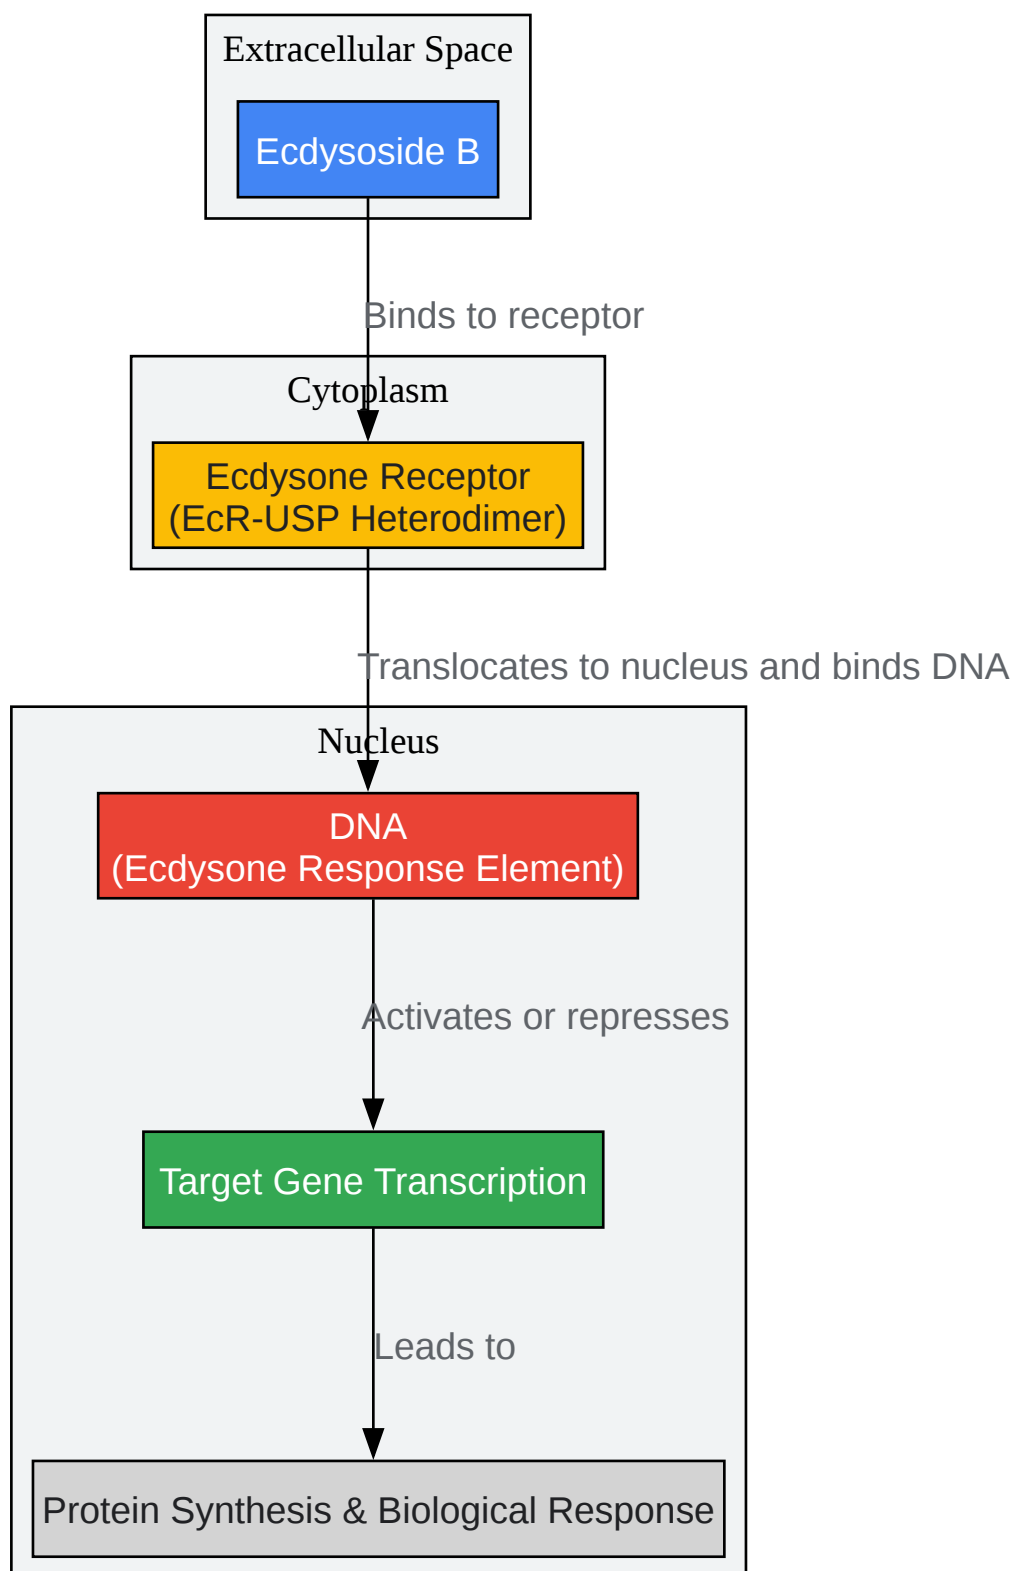 Extracellular Space
Ecdysoside B
Binds to receptor
Cytoplasm
Ecdysone Receptor
(EcR-USP Heterodimer)
Translocates to nucleus and binds DNA
Nucleus
DNA
(Ecdysone Response Element)
Activates or represses
Target Gene Transcription
Leads to
Protein Synthesis & Biological Response